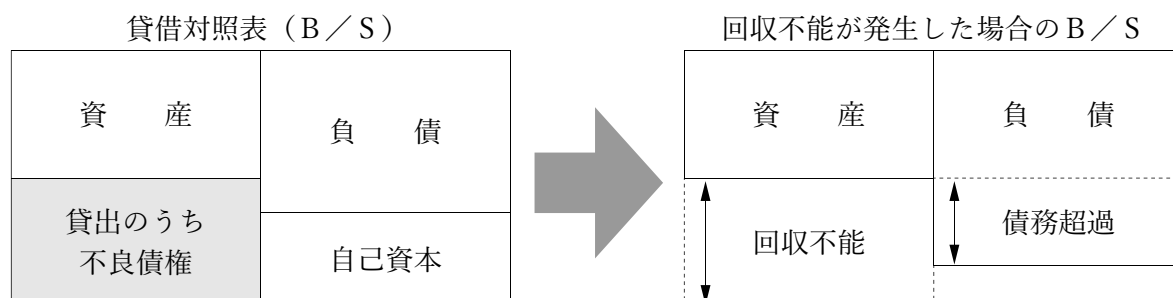 貸借対照表（Ｂ／Ｓ）
資　　産
負　　債
貸出のうち
不良債権
自己資本
回収不能が発生した場合のＢ／Ｓ
資　　産
負　　債
回収不能
債務超過